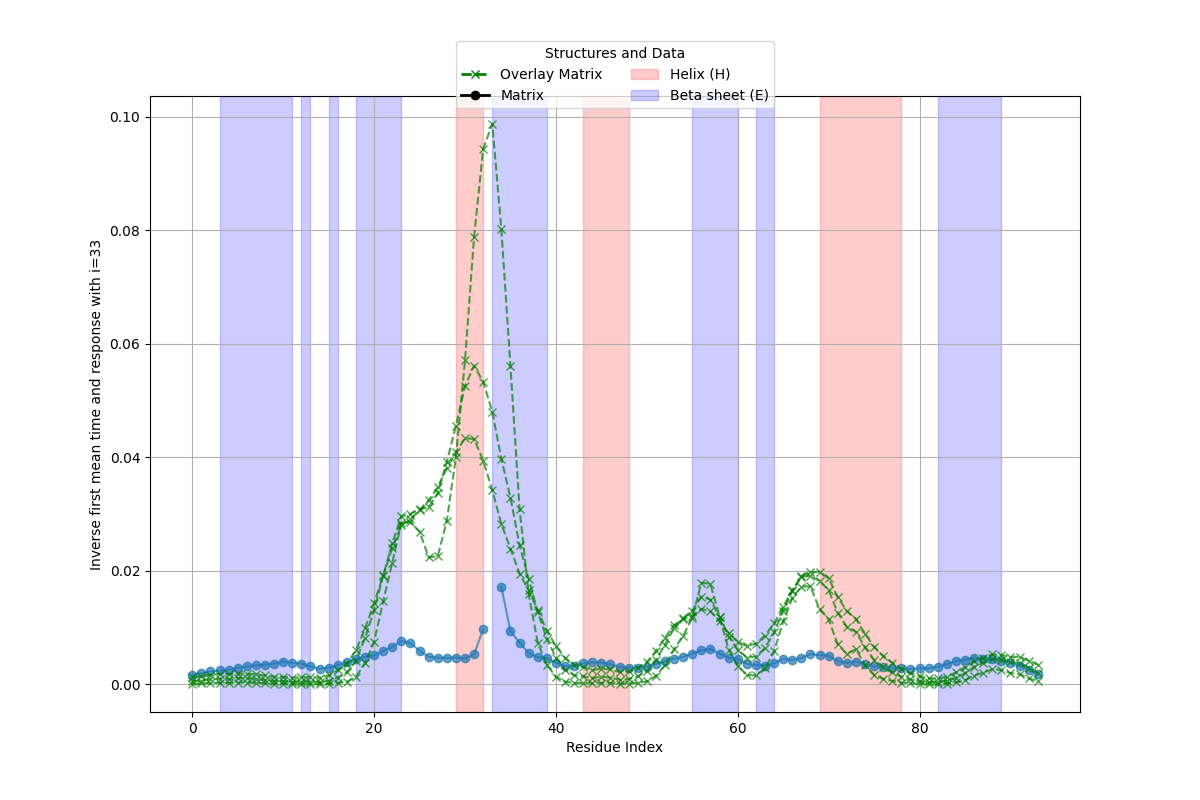 Structures and Data
Overlay Matrix
Matrix
Helix (H)
Beta sheet (E)
Inverse first mean time and response with i=33
0.10
0.08
0.06
0.04
0.02
0.00
0 20 40 60 80
Residue Index